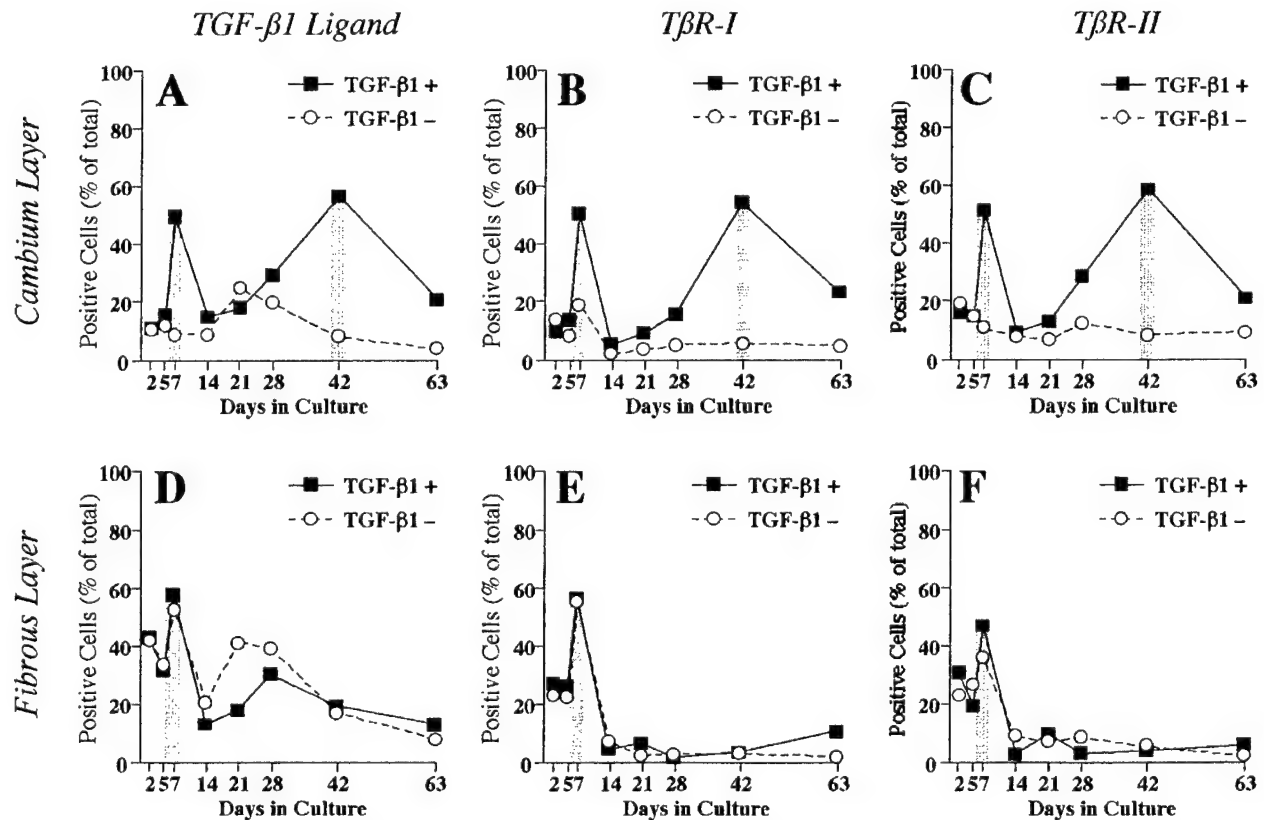 TGF-β1 Ligand
TβR-I
TβR-II
Cambium Layer
A
TGF-β1 +
TGF-β1 –
Positive Cells (% of total)
100
80
60
40
20
0
2 5 7 14 21 28 42 63
Days in Culture
B
TGF-β1 +
TGF-β1 –
Positive Cells (% of total)
100
80
60
40
20
0
2 5 7 14 21 28 42 63
Days in Culture
C
TGF-β1 +
TGF-β1 –
Positive Cells (% of total)
100
80
60
40
20
0
2 5 7 14 21 28 42 63
Days in Culture
Fibrous Layer
D
TGF-β1 +
TGF-β1 –
Positive Cells (% of total)
100
80
60
40
20
0
2 5 7 14 21 28 42 63
Days in Culture
E
TGF-β1 +
TGF-β1 –
Positive Cells (% of total)
100
80
60
40
20
0
2 5 7 14 21 28 42 63
Days in Culture
F
TGF-β1 +
TGF-β1 –
Positive Cells (% of total)
100
80
60
40
20
0
2 5 7 14 21 28 42 63
Days in Culture